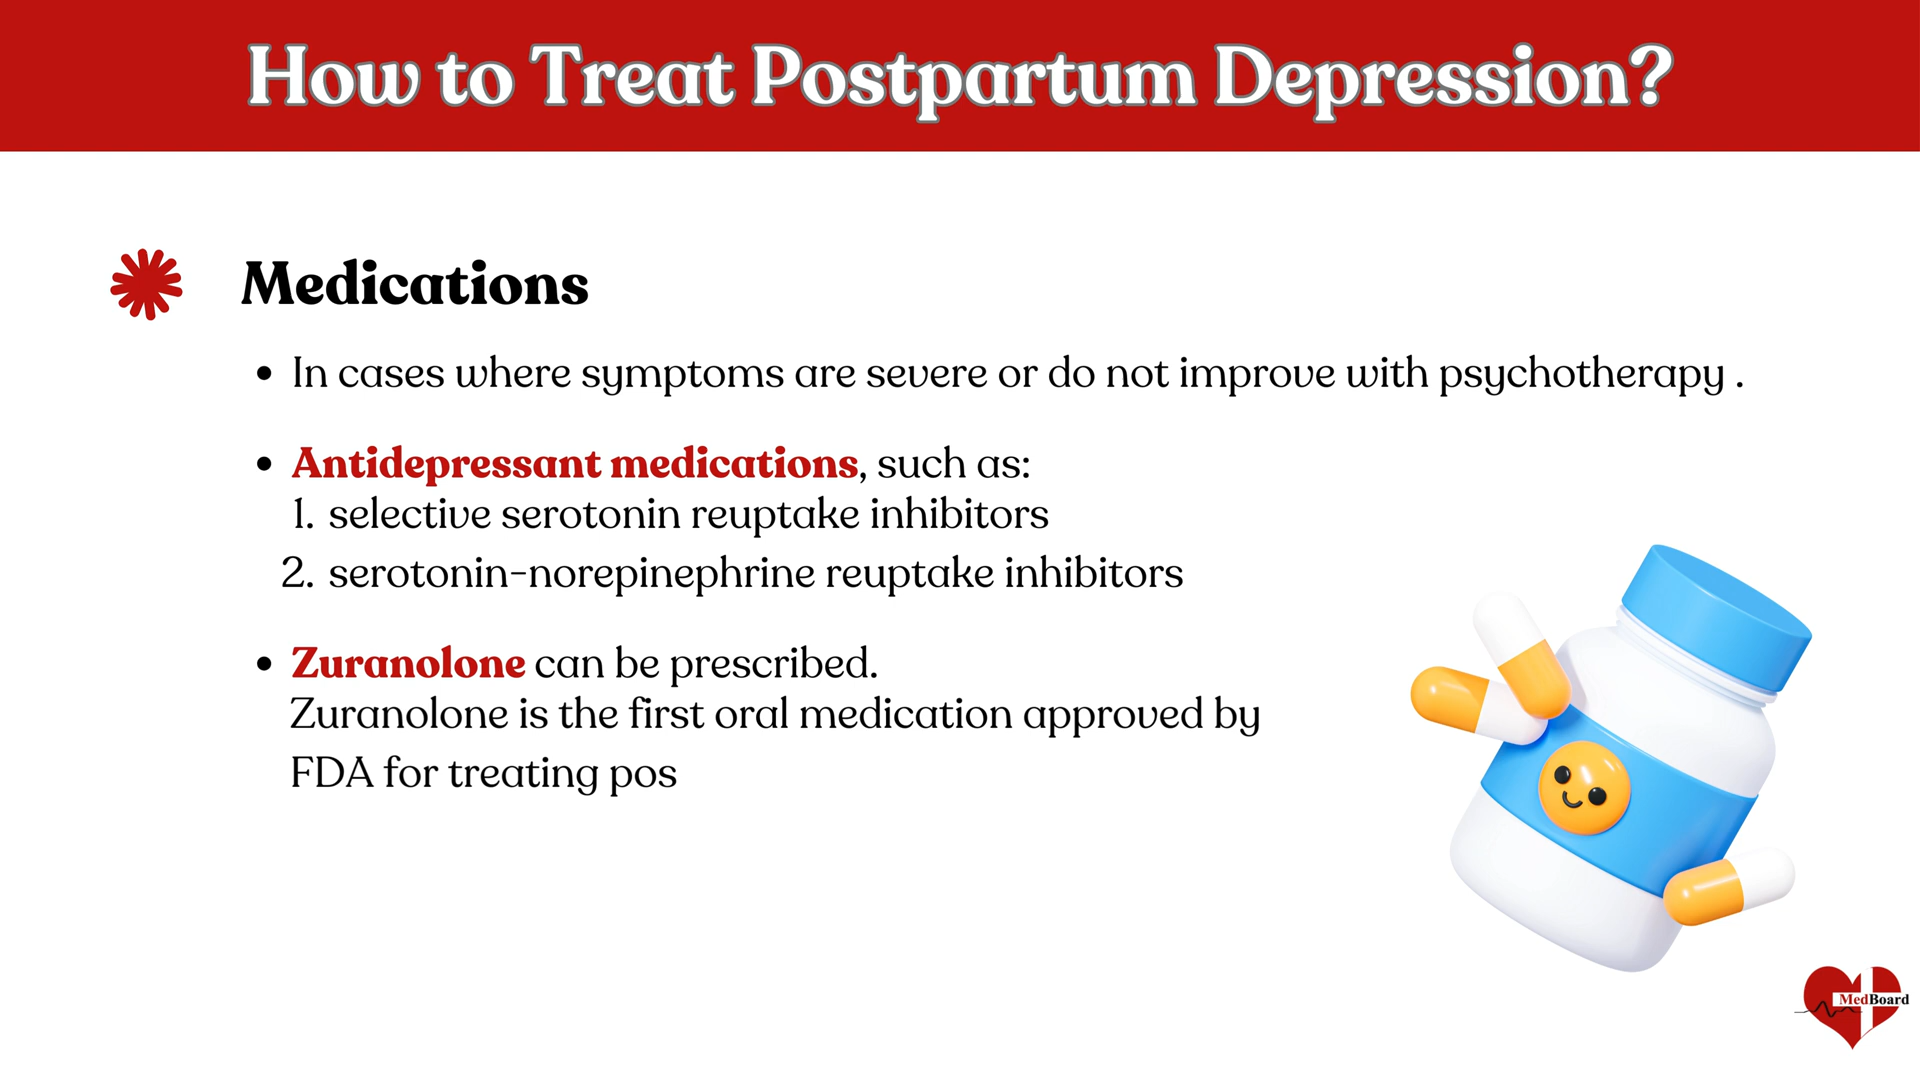 How to Treat Postpartum Depression?
Medications
• In cases where symptoms are severe or do not improve with psychotherapy .
• Antidepressant medications, such as:
1. selective serotonin reuptake inhibitors
2. serotonin-norepinephrine reuptake inhibitors
• Zuranolone can be prescribed.
Zuranolone is the first oral medication approved by
FDA for treating pos
MedBoard